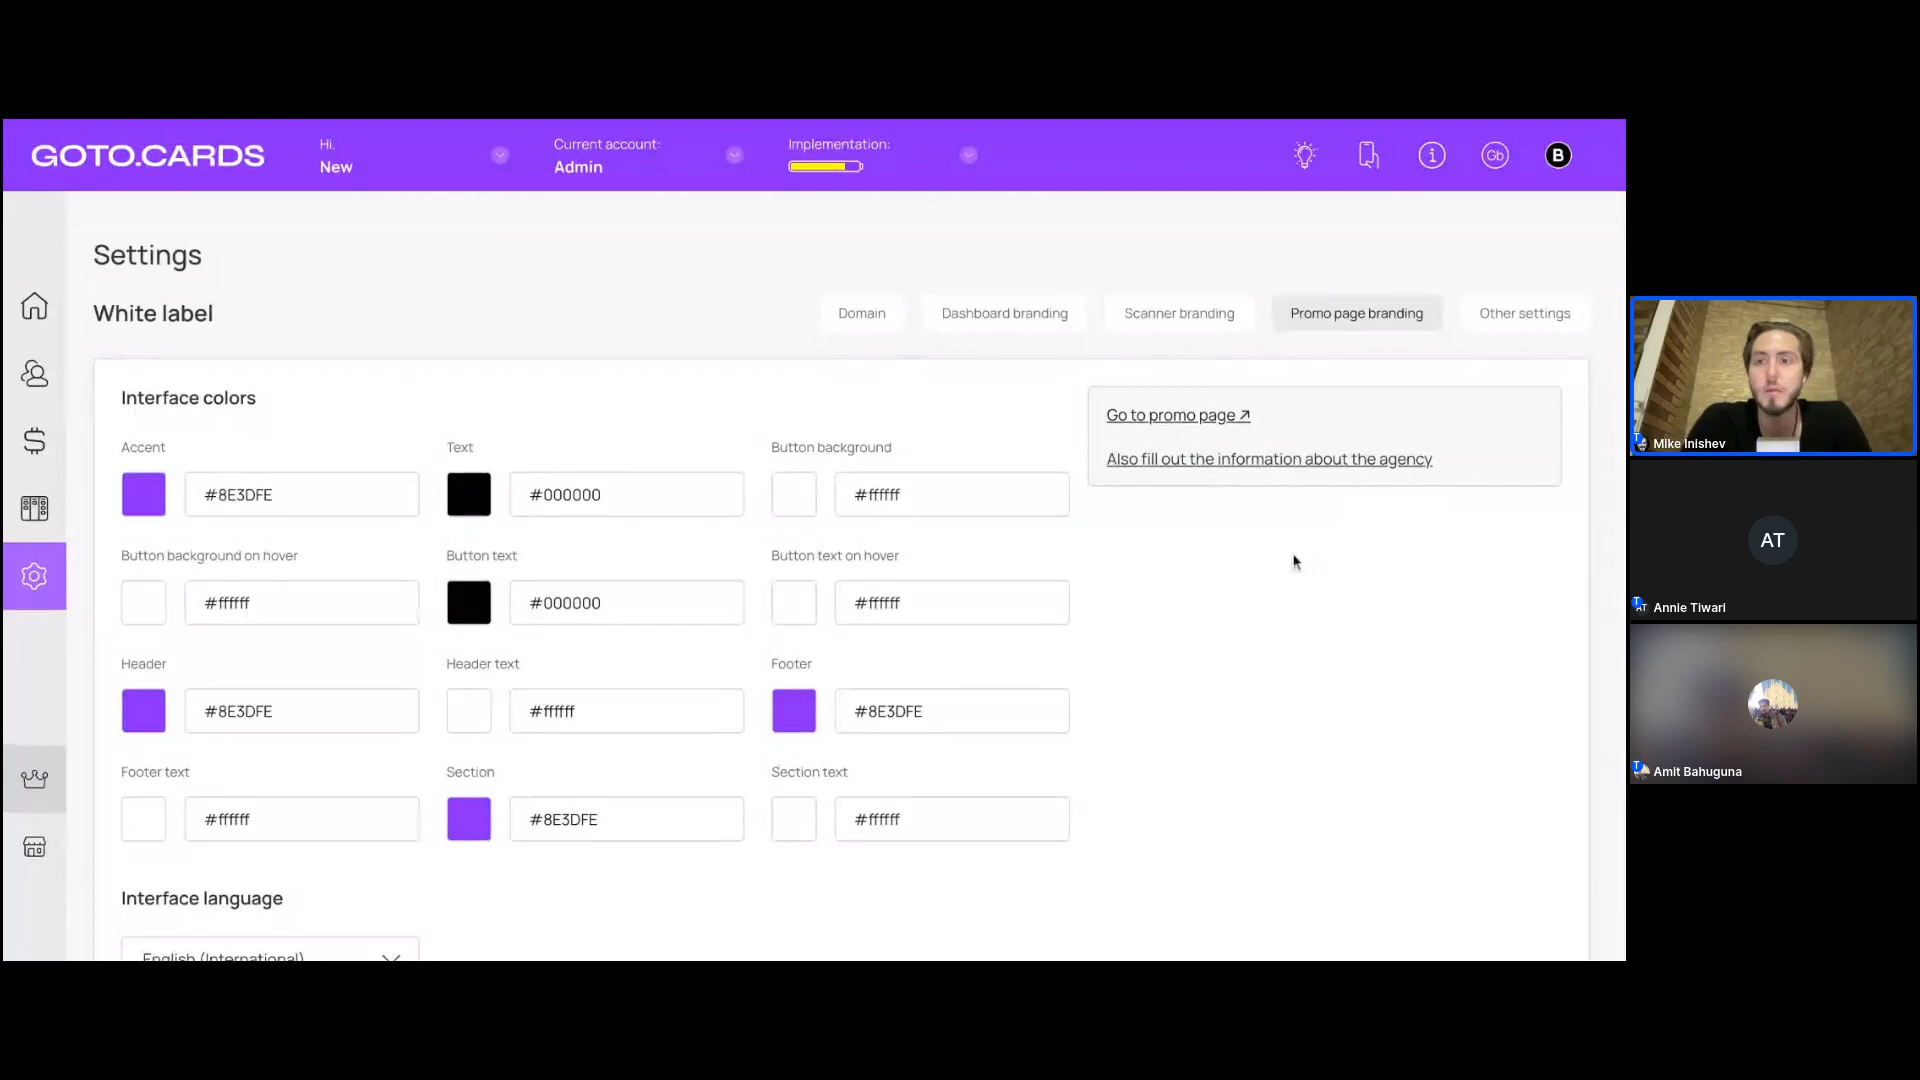 GOTO.CARDS
Hi,
New
Current account:
Admin
Implementation:
Gb
B
Settings
White label
Domain
Dashboard branding
Scanner branding
Promo page branding
Other settings
Interface colors
Accent
#8E3DFE
Text
#000000
Button background
#ffffff
Go to promo page
Also fill out the information about the agency
Button background on hover
#ffffff
Button text
#000000
Button text on hover
#ffffff
Header
#8E3DFE
Header text
#ffffff
Footer
#8E3DFE
Footer text
#ffffff
Section
#8E3DFE
Section text
#ffffff
Interface language
English (International)
Mike Inishev
AT
Annie Tiwari
Amit Bahuguna